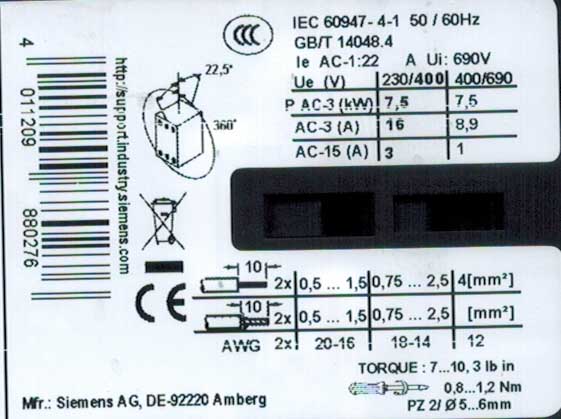 IEC 60947- 4-1 50 / 60Hz
GB/T 14048.4
Ie AC-1:22 A Ui: 690V
Ue (V) 230/400 400/690
P AC-3 (kW) 7,5 7,5
AC-3 (A) 16 8,9
AC-15 (A) 3 1
CCC
22,5°
360°
4 011209 880276
http://support.industry.siemens.com
CE
10 2x 0,5 ... 1,5 0,75 ... 2,5 4[mm²]
10 2x 0,5 ... 1,5 0,75 ... 2,5 [mm²]
AWG 2x 20-16 18-14 12
TORQUE : 7...10, 3 lb in
0,8...1,2 Nm
PZ 2/ Ø 5...6mm
Mfr.: Siemens AG, DE-92220 Amberg